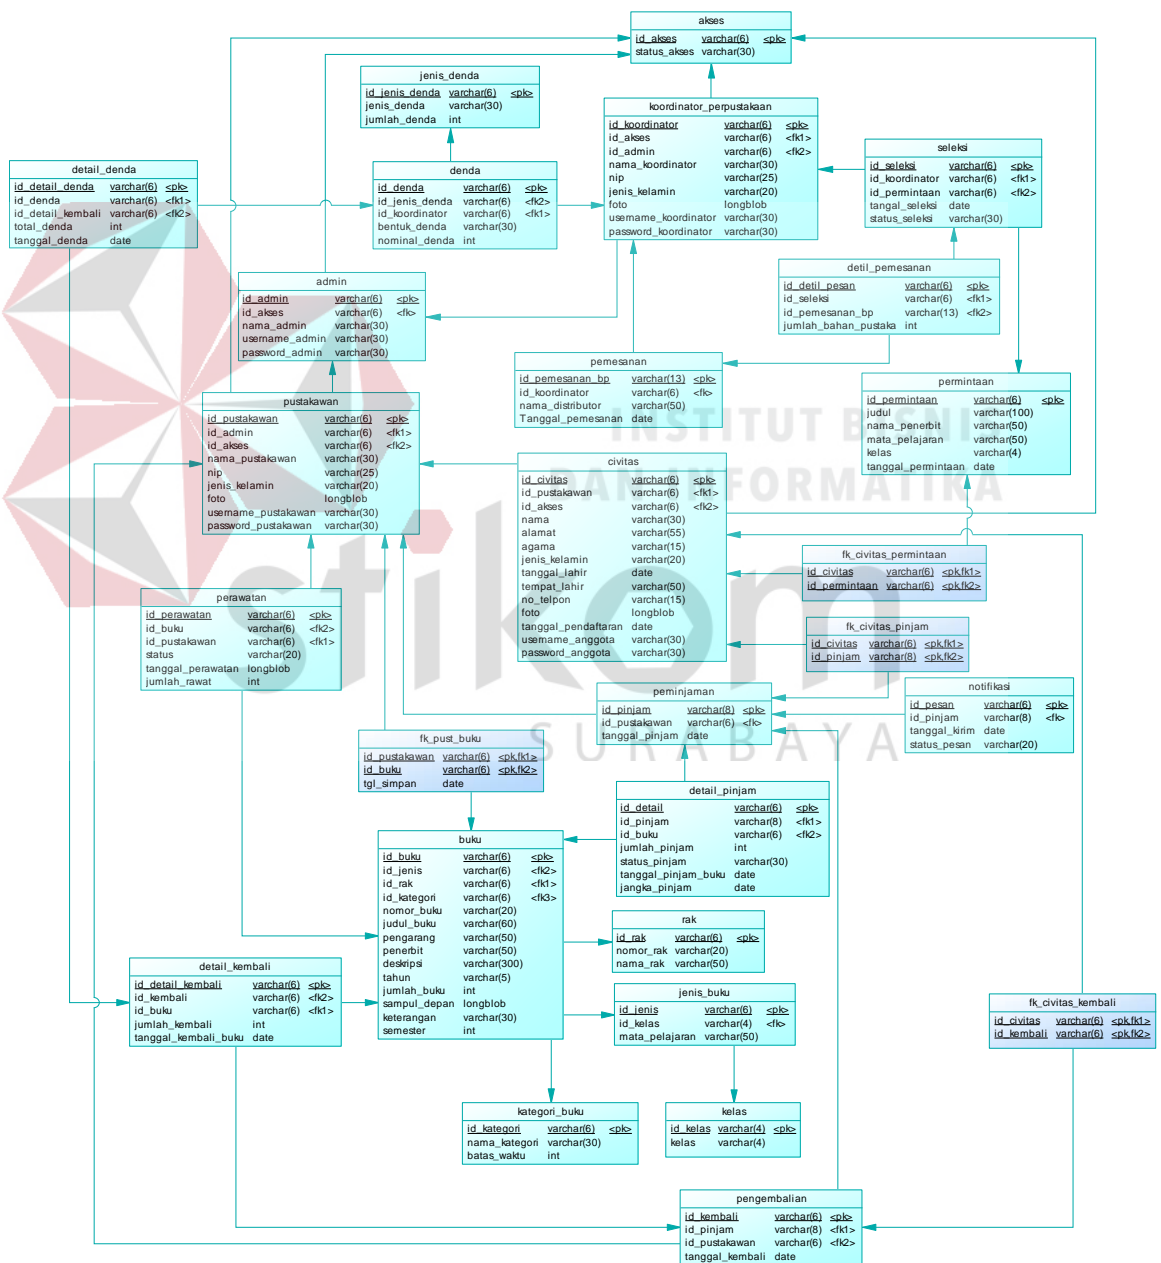 akses
id_akses varchar(6) <pk>
status_akses varchar(30)
jenis_denda
id_jenis_denda varchar(6) <pk>
jenis_denda varchar(30)
jumlah_denda int
koordinator_perpustakaan
id_koordinator varchar(6) <pk>
id_akses varchar(6) <fk1>
id_admin varchar(6) <fk2>
nama_koordinator varchar(30)
nip varchar(25)
jenis_kelamin varchar(20)
foto longblob
username_koordinator varchar(30)
password_koordinator varchar(30)
seleksi
id_seleksi varchar(6) <pk>
id_koordinator varchar(6) <fk1>
id_permintaan varchar(6) <fk2>
tangal_seleksi date
status_seleksi varchar(30)
detail_denda
id_detail_denda varchar(6) <pk>
id_denda varchar(6) <fk1>
id_detail_kembali varchar(6) <fk2>
total_denda int
tanggal_denda date
denda
id_denda varchar(6) <pk>
id_jenis_denda varchar(6) <fk2>
id_koordinator varchar(6) <fk1>
bentuk_denda varchar(30)
nominal_denda int
detil_pemesanan
id_detil_pesan varchar(6) <pk>
id_seleksi varchar(6) <fk1>
id_pemesanan_bp varchar(13) <fk2>
jumlah_bahan_pustaka int
admin
id_admin varchar(6) <pk>
id_akses varchar(6) <fk>
nama_admin varchar(30)
username_admin varchar(30)
password_admin varchar(30)
pemesanan
id_pemesanan_bp varchar(13) <pk>
id_koordinator varchar(6) <fk>
nama_distributor varchar(50)
Tanggal_pemesanan date
permintaan
id_permintaan varchar(6) <pk>
judul varchar(100)
nama_penerbit varchar(50)
mata_pelajaran varchar(50)
kelas varchar(4)
tanggal_permintaan date
pustakawan
id_pustakawan varchar(6) <pk>
id_admin varchar(6) <fk1>
id_akses varchar(6) <fk2>
nama_pustakawan varchar(30)
nip varchar(25)
jenis_kelamin varchar(20)
foto longblob
username_pustakawan varchar(30)
password_pustakawan varchar(30)
INSTITUT BISNI
DAN INFORMATIKA
civitas
id_civitas varchar(6) <pk>
id_pustakawan varchar(6) <fk1>
id_akses varchar(6) <fk2>
nama varchar(30)
alamat varchar(55)
agama varchar(15)
jenis_kelamin varchar(20)
tanggal_lahir date
tempat_lahir varchar(50)
no_telpon varchar(15)
foto longblob
tanggal_pendaftaran date
username_anggota varchar(30)
password_anggota varchar(30)
fk_civitas_permintaan
id_civitas varchar(6) <pk,fk1>
id_permintaan varchar(6) <pk,fk2>
fk_civitas_pinjam
id_civitas varchar(6) <pk,fk1>
id_pinjam varchar(8) <pk,fk2>
stikom
SURABAYA
perawatan
id_perawatan varchar(6) <pk>
id_buku varchar(6) <fk2>
id_pustakawan varchar(6) <fk1>
status varchar(20)
tanggal_perawatan longblob
jumlah_rawat int
peminjaman
id_pinjam varchar(8) <pk>
id_pustakawan varchar(6) <fk>
tanggal_pinjam date
notifikasi
id_pesan varchar(6) <pk>
id_pinjam varchar(8) <fk>
tanggal_kirim date
status_pesan varchar(20)
fk_pust_buku
id_pustakawan varchar(6) <pk,fk1>
id_buku varchar(6) <pk,fk2>
tgl_simpan date
detail_pinjam
id_detail varchar(6) <pk>
id_pinjam varchar(8) <fk1>
id_buku varchar(6) <fk2>
jumlah_pinjam int
status_pinjam varchar(30)
tanggal_pinjam_buku date
jangka_pinjam date
buku
id_buku varchar(6) <pk>
id_jenis varchar(6) <fk2>
id_rak varchar(6) <fk1>
id_kategori varchar(6) <fk3>
nomor_buku varchar(20)
judul_buku varchar(60)
pengarang varchar(50)
penerbit varchar(50)
deskripsi varchar(300)
tahun varchar(5)
jumlah_buku int
sampul_depan longblob
keterangan varchar(30)
semester int
rak
id_rak varchar(6) <pk>
nomor_rak varchar(20)
nama_rak varchar(50)
detail_kembali
id_detail_kembali varchar(6) <pk>
id_kembali varchar(6) <fk2>
id_buku varchar(6) <fk1>
jumlah_kembali int
tanggal_kembali_buku date
jenis_buku
id_jenis varchar(6) <pk>
id_kelas varchar(4) <fk>
mata_pelajaran varchar(50)
fk_civitas_kembali
id_civitas varchar(6) <pk,fk1>
id_kembali varchar(6) <pk,fk2>
kategori_buku
id_kategori varchar(6) <pk>
nama_kategori varchar(30)
batas_waktu int
kelas
id_kelas varchar(4) <pk>
kelas varchar(4)
pengembalian
id_kembali varchar(6) <pk>
id_pinjam varchar(8) <fk1>
id_pustakawan varchar(6) <fk2>
tanggal_kembali date